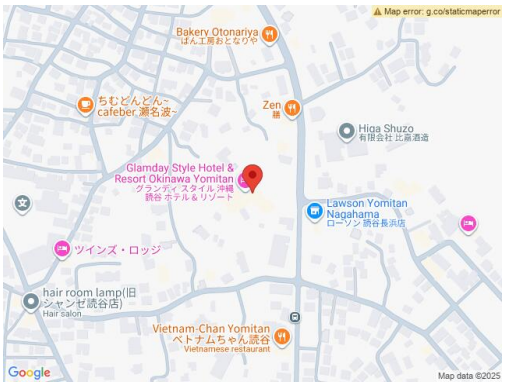 Map error: g.co/staticmaperror
Bakery Otonariya
ぱん工房おとなりや
ちむどんどん~
cafeber 瀬名波~
Zen
膳
Higa Shuzo
有限会社 比嘉酒造
Glamday Style Hotel &
Resort Okinawa Yomitan
グランディスタイル 沖縄
読谷 ホテル & リゾート
文
Lawson Yomitan
Nagahama
ローソン 読谷長浜店
ツインズ・ロッジ
hair room lamp(旧
シャンゼ読谷店)
Hair salon
Vietnam-Chan Yomitan
ベトナムちゃん読谷
Vietnamese restaurant
Google
Map data ©2025